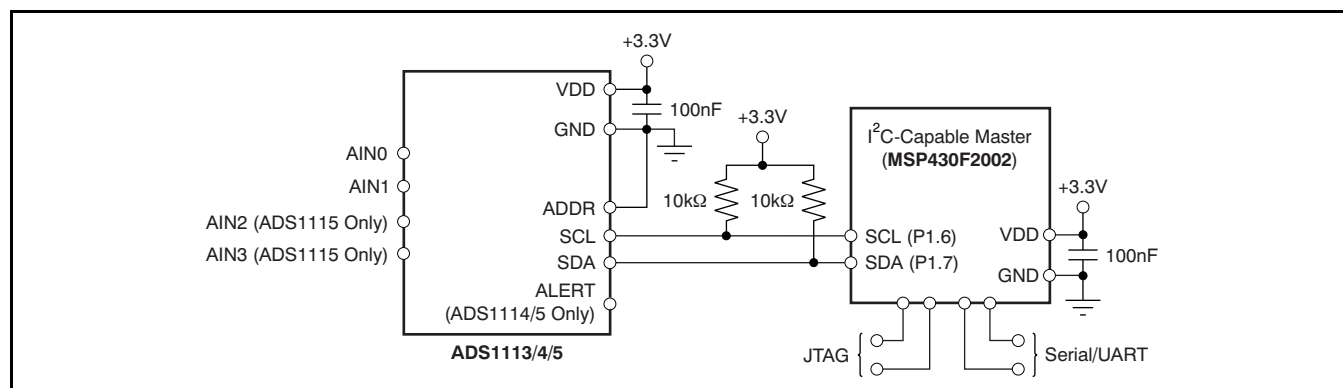 +3.3V
VDD
100nF
GND
+3.3V
I²C-Capable Master
(MSP430F2002)
AIN0
AIN1
+3.3V
10kΩ
10kΩ
ADDR
AIN2 (ADS1115 Only)
SCL
SCL (P1.6)
VDD
AIN3 (ADS1115 Only)
SDA
SDA (P1.7)
100nF
GND
ALERT
(ADS1114/5 Only)
ADS1113/4/5
JTAG
Serial/UART